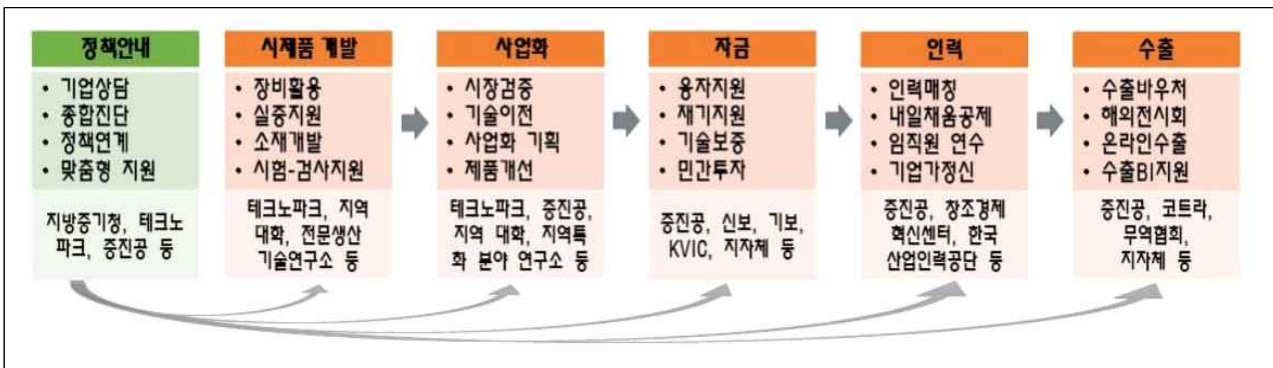 정책안내
• 기업상담
• 종합진단
• 정책연계
• 맞춤형 지원
지방중기청, 테크노
파크, 중진공 등
시제품 개발
• 장비활용
• 실증지원
• 소재개발
• 시험-검사지원
테크노파크, 지역
대학, 전문생산
기술연구소 등
사업화
• 시장검증
• 기술이전
• 사업화 기획
• 제품개선
테크노파크, 중진공,
지역 대학, 지역특
화 분야 연구소 등
자금
• 융자지원
• 재기지원
• 기술보증
• 민간투자
중진공, 신보, 기보,
KVIC, 지자체 등
인력
• 인력매칭
• 내일채움공제
• 임직원 연수
• 기업가정신
중진공, 창조경제
혁신센터, 한국
산업인력공단 등
수출
• 수출바우처
• 해외전시회
• 온라인수출
• 수출BI지원
중진공, 코트라,
무역협회,
지자체 등